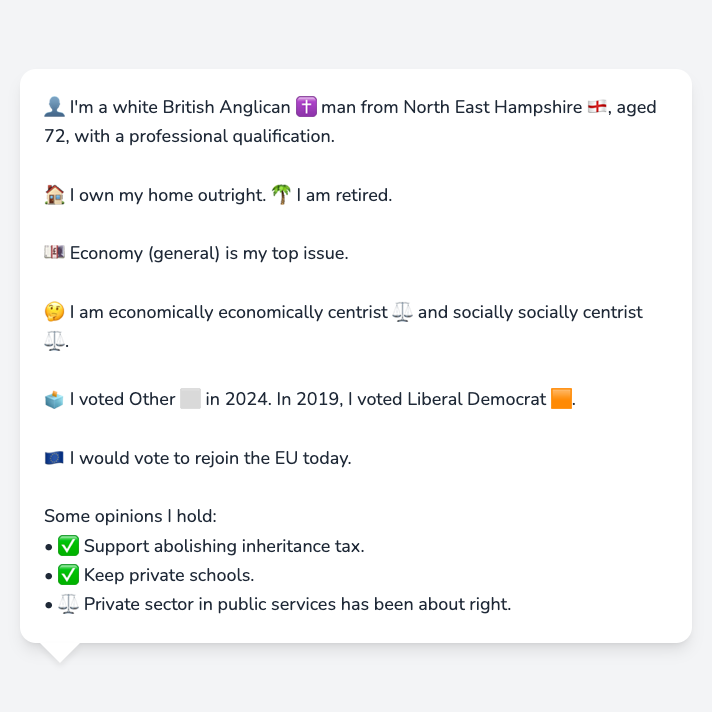 👤 I'm a white British Anglican ✝️ man from North East Hampshire 🏴󠁧󠁢󠁥󠁮󠁧󠁿, aged
72, with a professional qualification.
🏠 I own my home outright. 🌴 I am retired.
💷 Economy (general) is my top issue.
🤔 I am economically economically centrist ⚖️ and socially socially centrist
⚖️.
🗳️ I voted Other ⬜ in 2024. In 2019, I voted Liberal Democrat 🟧.
🇪🇺 I would vote to rejoin the EU today.
Some opinions I hold:
• ✅ Support abolishing inheritance tax.
• ✅ Keep private schools.
• ⚖️ Private sector in public services has been about right.